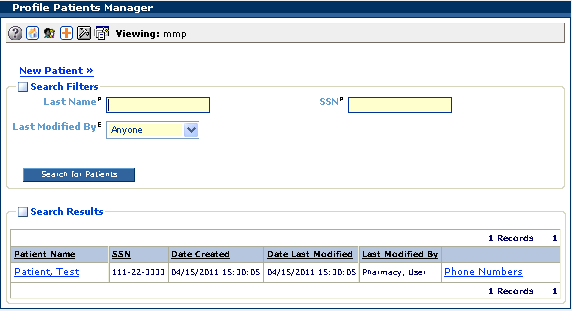 Profile Patients Manager
Viewing: mmp
New Patient »
Search Filters
Last Name P SSN P
Last Modified By E Anyone
Search for Patients
Search Results
1 Records 1
Patient Name SSN Date Created Date Last Modified Last Modified By
Patient, Test 111-22-3333 04/15/2011 15:30:05 04/15/2011 15:30:05 Pharmacy, User Phone Numbers
1 Records 1